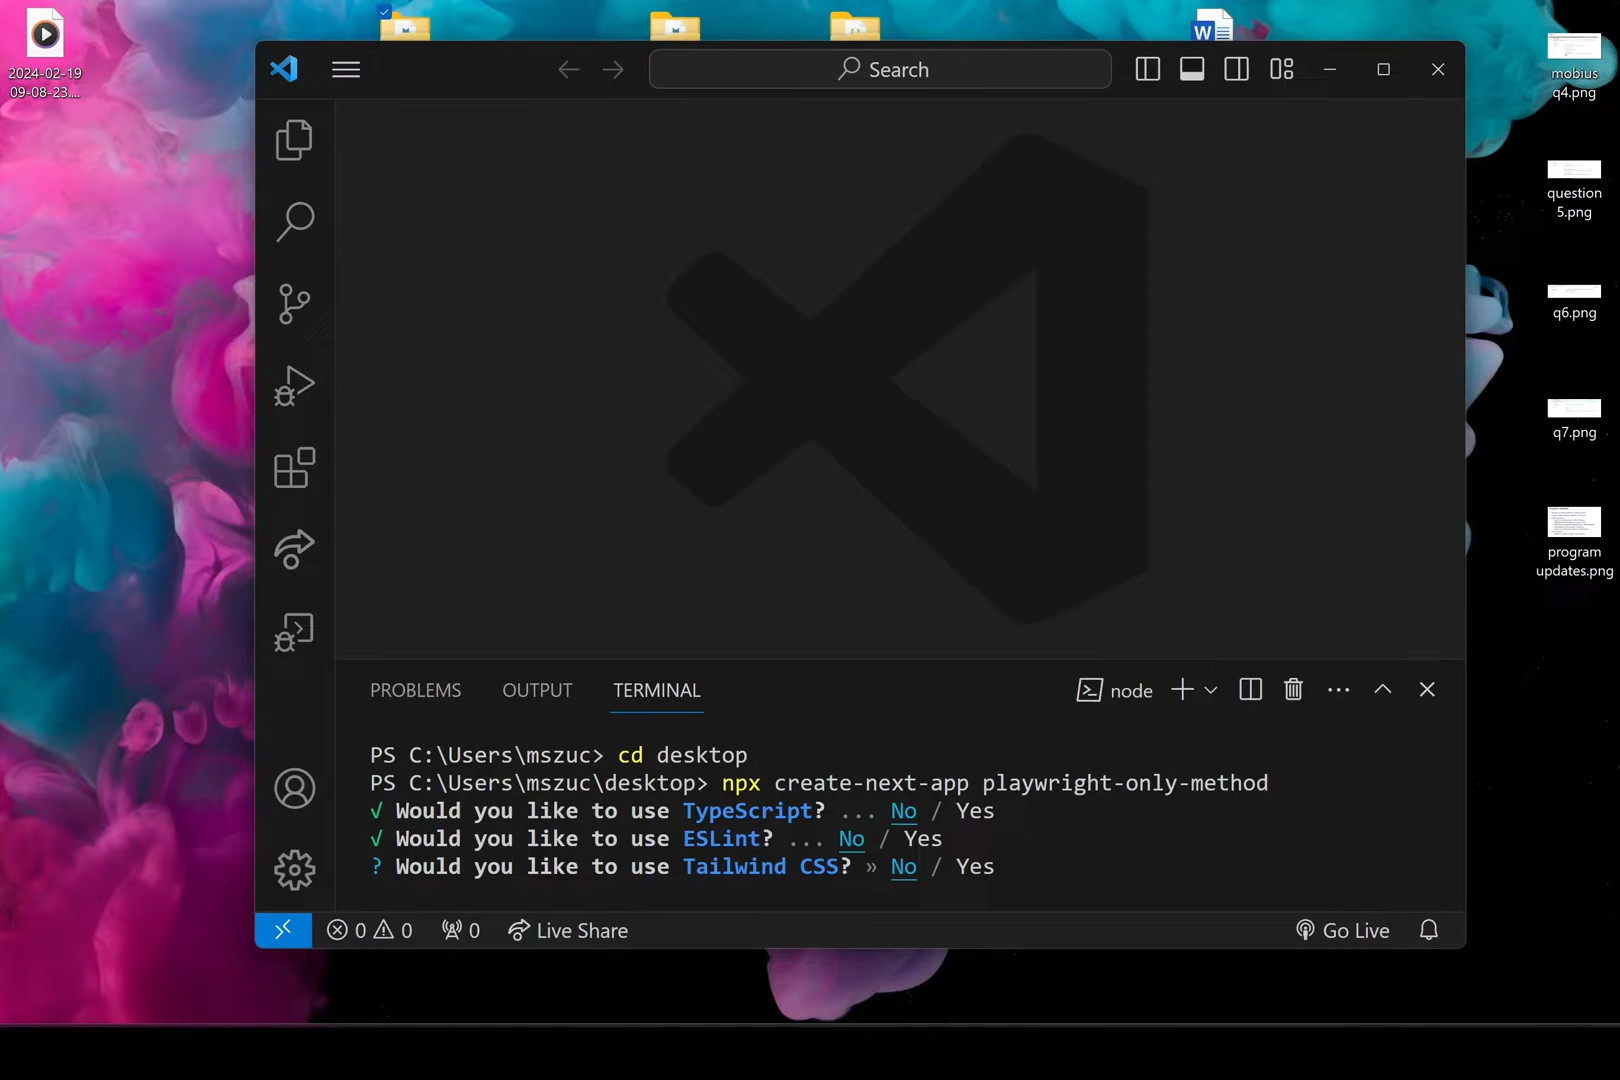 2024-02-19
09-08-23....
W
Search
mobius
q4.png
question
5.png
q6.png
q7.png
program
updates.png
PROBLEMS OUTPUT TERMINAL node
PS C:\Users\mszuc> cd desktop
PS C:\Users\mszuc\desktop> npx create-next-app playwright-only-method
√ Would you like to use TypeScript? ... No / Yes
√ Would you like to use ESLint? ... No / Yes
? Would you like to use Tailwind CSS? » No / Yes
0 0 0 Live Share Go Live